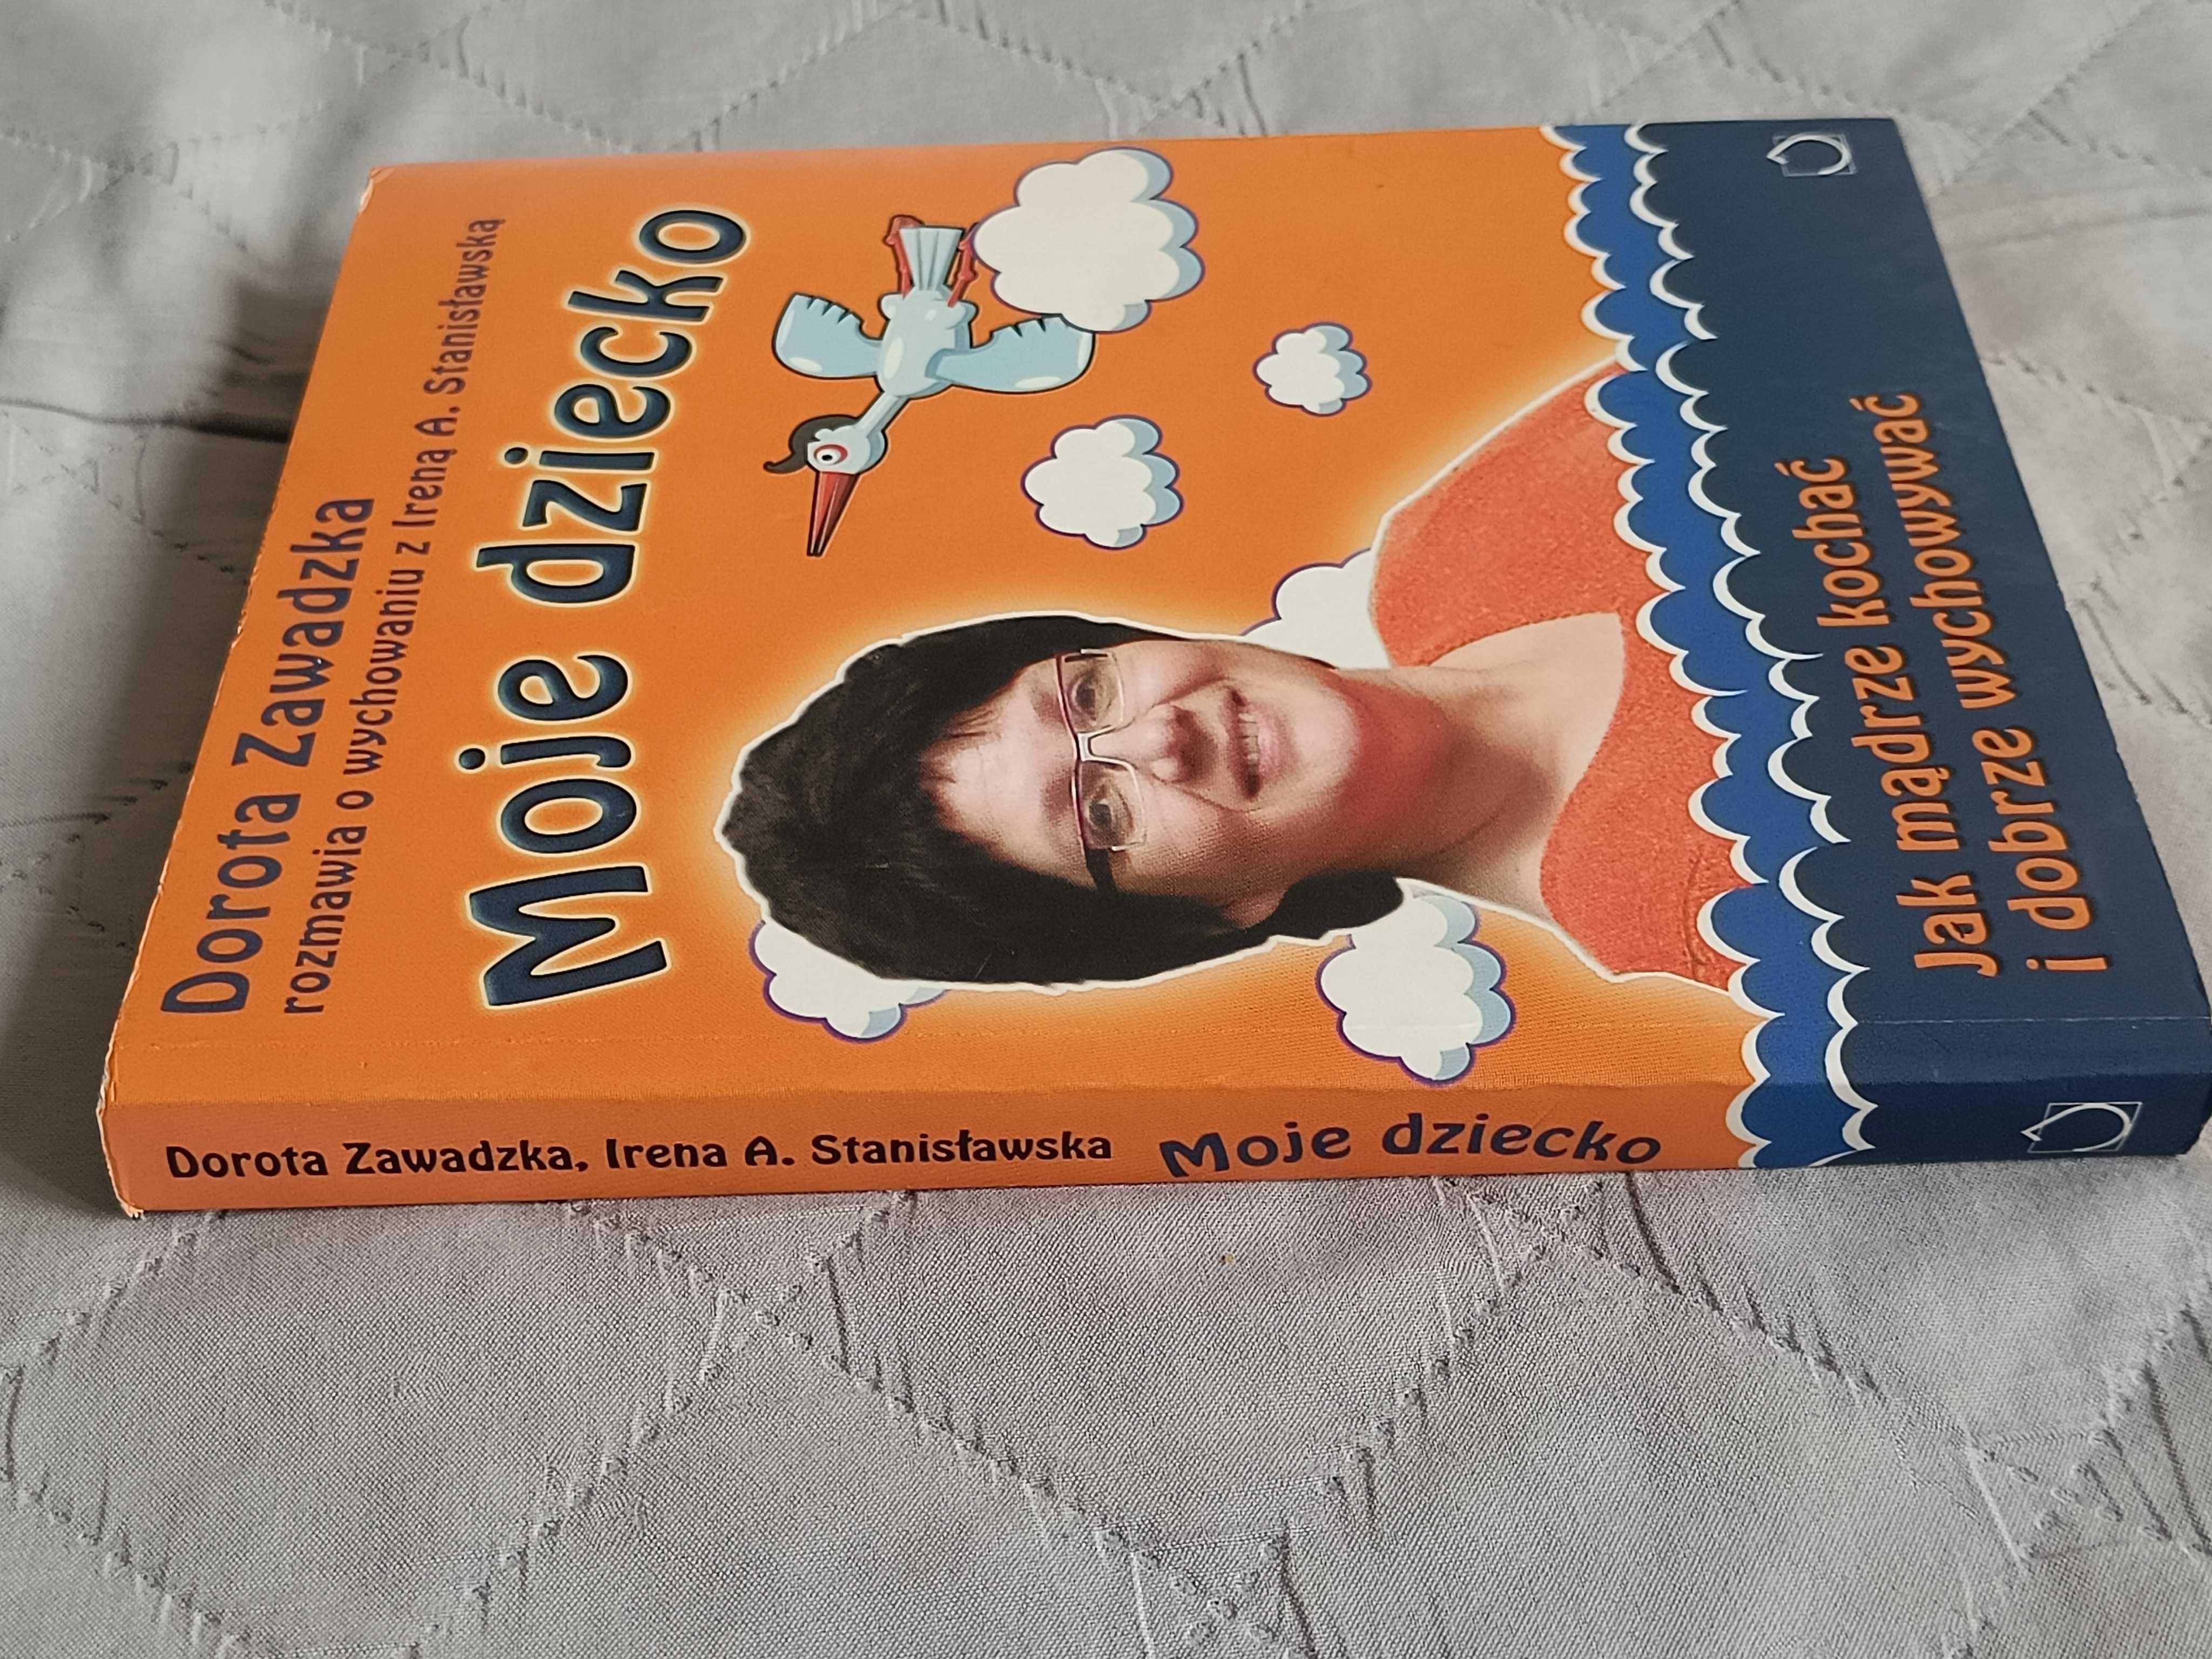 Dorota Zawadzka
rozmawia o wychowaniu z Ireną A. Stanisławską
Moje dziecko
Jak mądrze kochać
i dobrze wychowywać
Dorota Zawadzka, Irena A. Stanisławska Moje dziecko